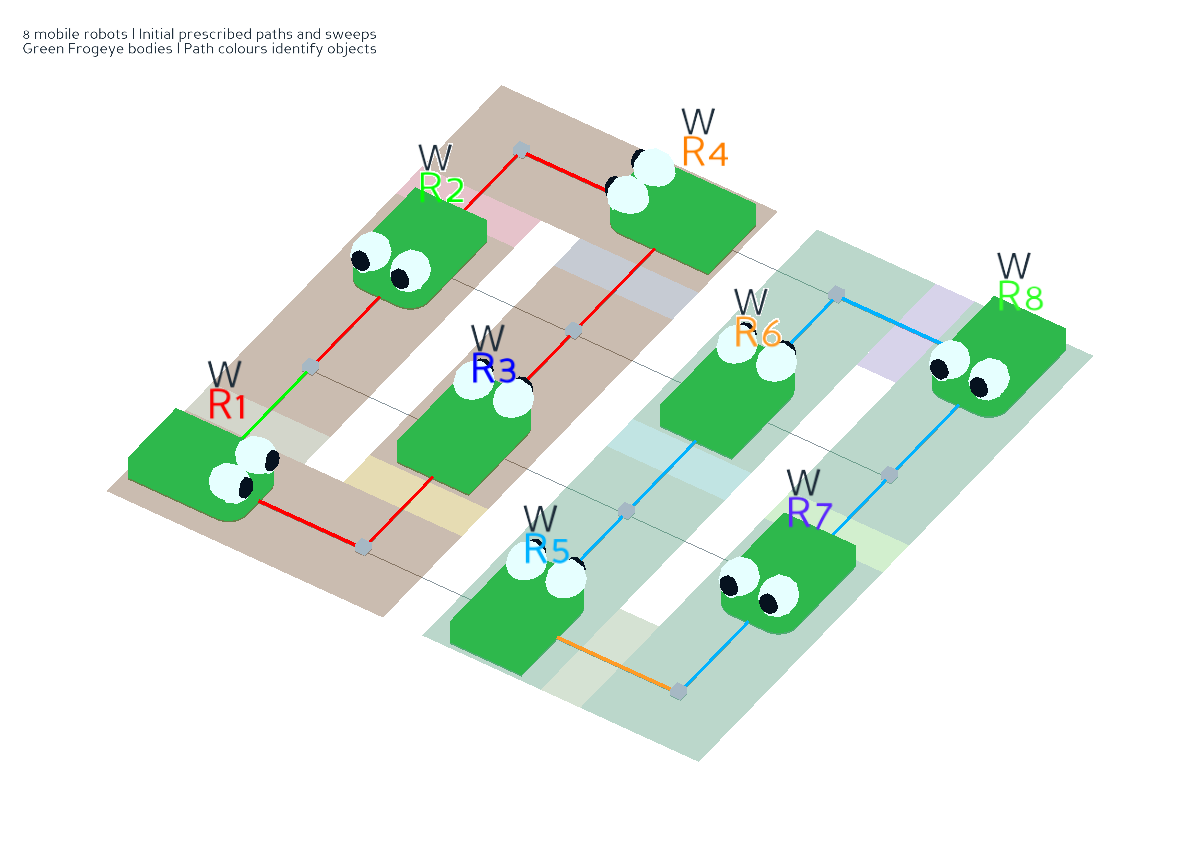 8 mobile robots | Initial prescribed paths and sweeps
Green Frogeye bodies | Path colours identify objects
W
R4
W
R2
W
R8
W
R6
W
R3
W
R1
W
R7
W
R5